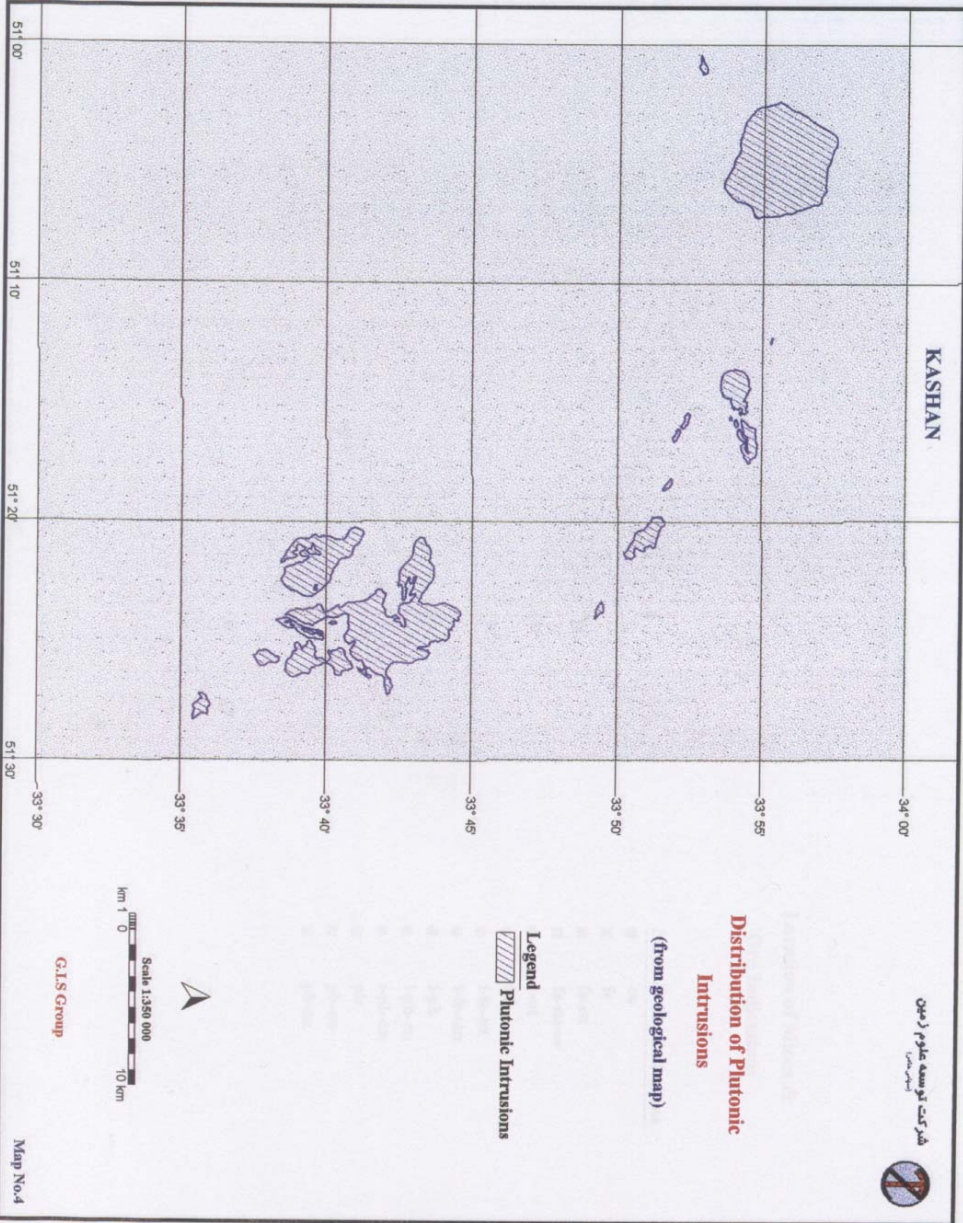 KASHAN
شرکت توسعه علوم زمین
(سهامی خاص)
34° 00'
33° 55'
33° 50'
33° 45'
33° 40'
33° 35'
33° 30'
51° 00'
51° 10'
51° 20'
51° 30'
Distribution of Plutonic
Intrusions
(from geological map)
Legend
Plutonic Intrusions
Scale 1:350 000
km 1 0 10 km
G.I.S Group
Map No.4